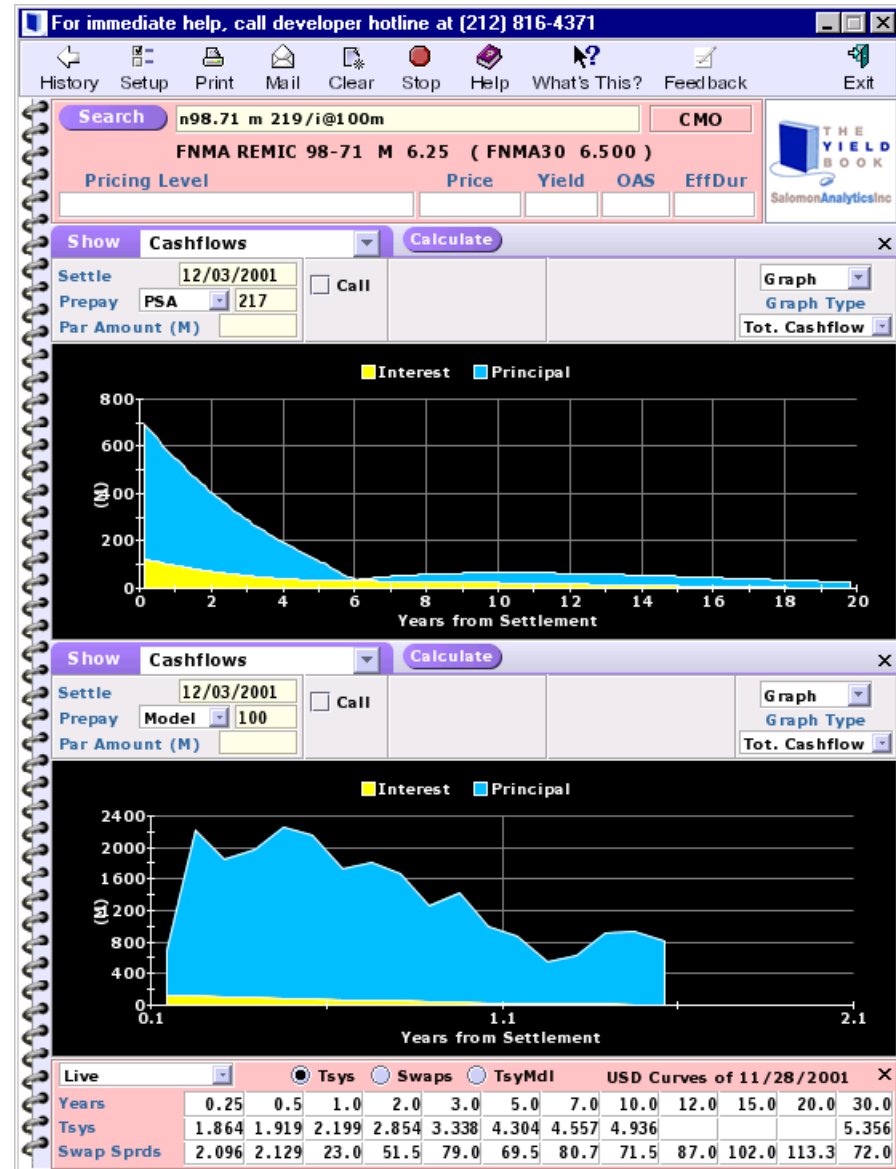 For immediate help, call developer hotline at (212) 816-4371
History Setup Print Mail Clear Stop Help What's This? Feedback Exit
Search n98.71 m 219/i@100m CMO
FNMA REMIC 98-71 M 6.25 ( FNMA30 6.500 )
Pricing Level Price Yield OAS EffDur
THE
YIELD
BOOK
SalomonAnalyticsInc
Show Cashflows Calculate
Settle 12/03/2001 Call Graph
Prepay PSA 217 Graph Type
Par Amount (M) Tot. Cashflow
Interest Principal
800
600
400
200
0
(M)
0 2 4 6 8 10 12 14 16 18 20
Years from Settlement
Show Cashflows Calculate
Settle 12/03/2001 Call Graph
Prepay Model 100 Graph Type
Par Amount (M) Tot. Cashflow
Interest Principal
2400
2000
1600
1200
800
400
0
(M)
0.1 1.1 2.1
Years from Settlement
Live Tsys Swaps TsyMdl USD Curves of 11/28/2001
Years 0.25 0.5 1.0 2.0 3.0 5.0 7.0 10.0 12.0 15.0 20.0 30.0
Tsys 1.864 1.919 2.199 2.854 3.338 4.304 4.557 4.936 5.356
Swap Sprds 2.096 2.129 23.0 51.5 79.0 69.5 80.7 71.5 87.0 102.0 113.3 72.0